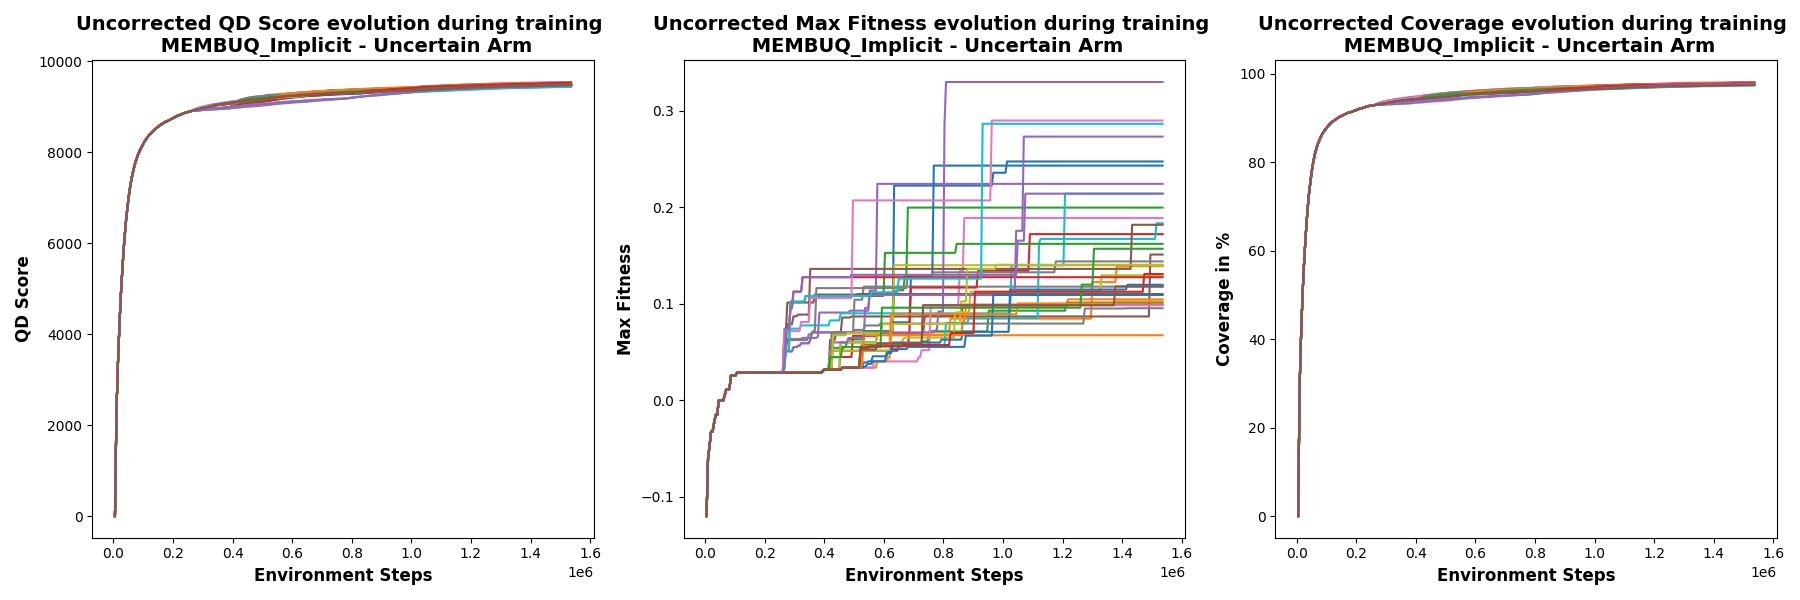 Uncorrected QD Score evolution during training
MEMBUQ_Implicit - Uncertain Arm
QD Score
10000
8000
6000
4000
2000
0
0.0 0.2 0.4 0.6 0.8 1.0 1.2 1.4 1.6
1e6
Environment Steps
Uncorrected Max Fitness evolution during training
MEMBUQ_Implicit - Uncertain Arm
Max Fitness
0.3
0.2
0.1
0.0
−0.1
0.0 0.2 0.4 0.6 0.8 1.0 1.2 1.4 1.6
1e6
Environment Steps
Uncorrected Coverage evolution during training
MEMBUQ_Implicit - Uncertain Arm
Coverage in %
100
80
60
40
20
0
0.0 0.2 0.4 0.6 0.8 1.0 1.2 1.4 1.6
1e6
Environment Steps